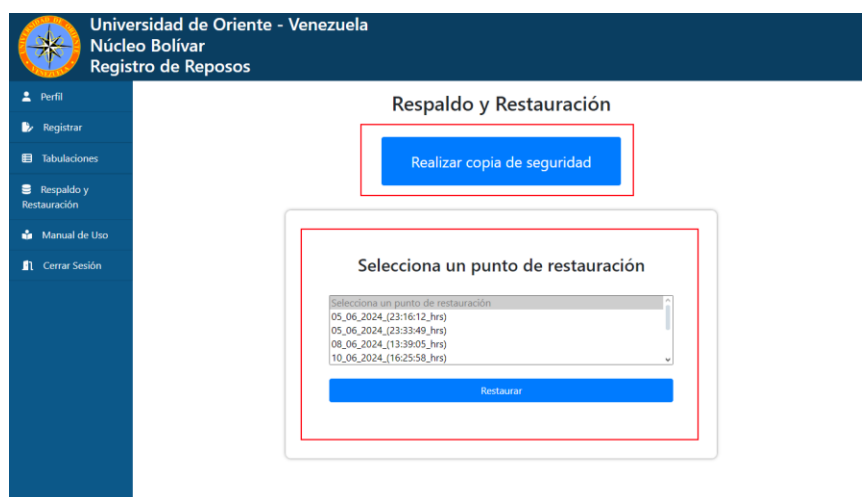 Universidad de Oriente - Venezuela
Núcleo Bolívar
Registro de Reposos
Perfil
Registrar
Tabulaciones
Respaldo y
Restauración
Manual de Uso
Cerrar Sesión
Respaldo y Restauración
Realizar copia de seguridad
Selecciona un punto de restauración
Selecciona un punto de restauración
05_06_2024_(23:16:12_hrs)
05_06_2024_(23:33:49_hrs)
08_06_2024_(13:39:05_hrs)
10_06_2024_(16:25:58_hrs)
Restaurar